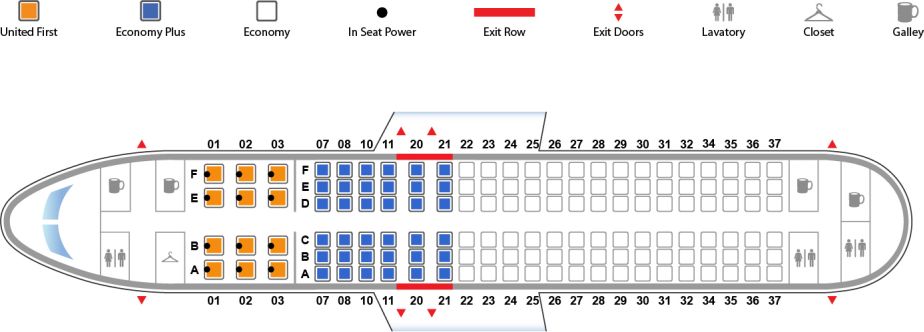 United First Economy Plus Economy In Seat Power Exit Row Exit Doors Lavatory Closet Galley
01 02 03 07 08 10 11 20 21 22 23 24 25 26 27 28 29 30 31 32 34 35 36 37
F F
E E
D
C
B B
A A
01 02 03 07 08 10 11 20 21 22 23 24 25 26 27 28 29 30 31 32 34 35 36 37